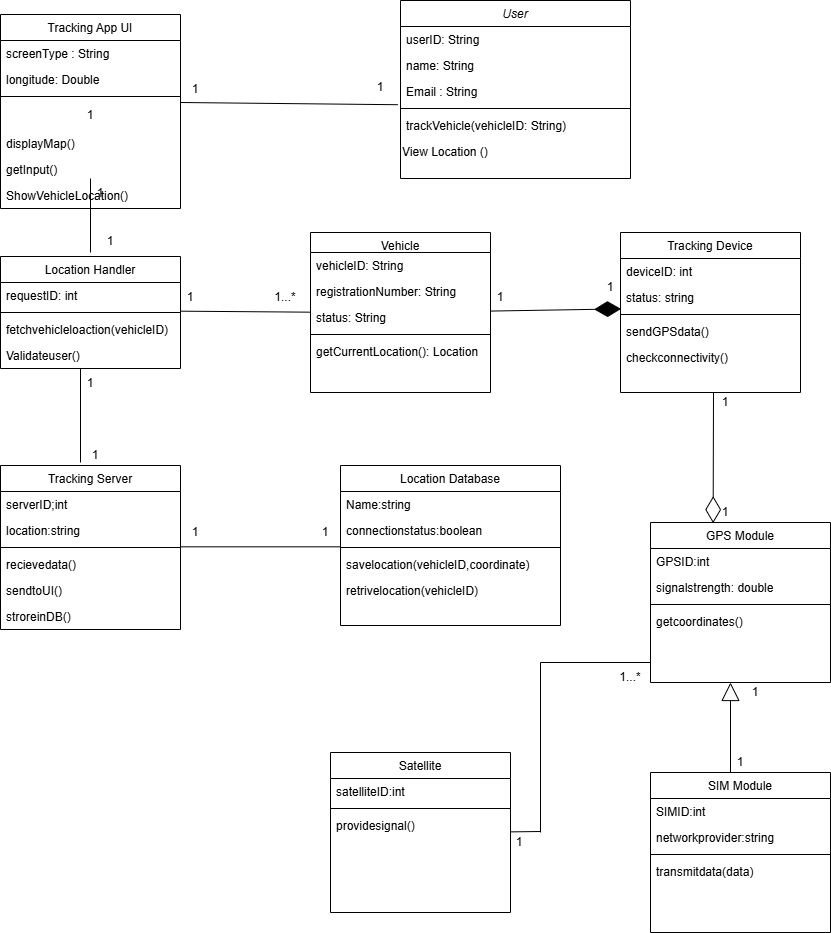 Tracking App UI
screenType : String
longitude: Double
1
displayMap()
getInput()
ShowVehicleLocation()
1
1
1
1
User
userID: String
name: String
Email : String
trackVehicle(vehicleID: String)
View Location ()
Location Handler
requestID: int
fetchvehicleloaction(vehicleID)
Validateuser()
1
1...*
1
Vehicle
vehicleID: String
registrationNumber: String
status: String
getCurrentLocation(): Location
1
1
Tracking Device
deviceID: int
status: string
sendGPSdata()
checkconnectivity()
1
1
1
Tracking Server
serverID;int
location:string
recievedata()
sendtoUI()
stroreinDB()
1
1
Location Database
Name:string
connectionstatus:boolean
savelocation(vehicleID,coordinate)
retrivelocation(vehicleID)
GPS Module
GPSID:int
signalstrength: double
getcoordinates()
1...*
1
1
Satellite
satelliteID:int
providesignal()
1
SIM Module
SIMID:int
networkprovider:string
transmitdata(data)